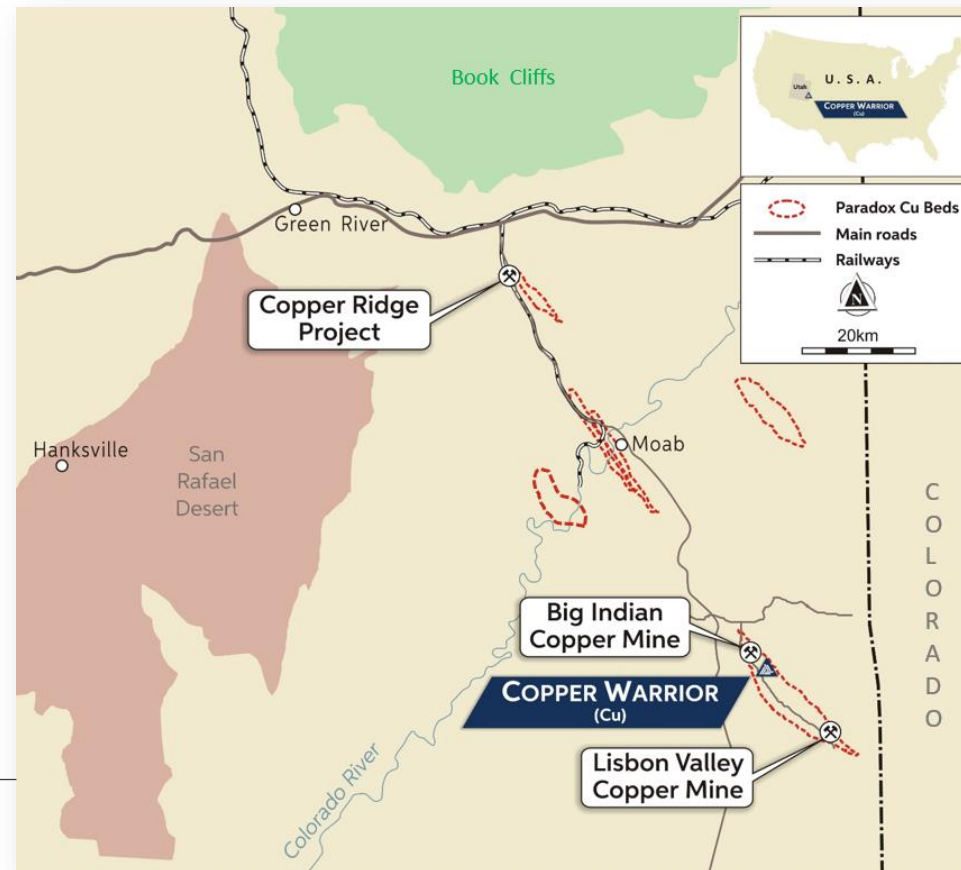 Book Cliffs
U. S. A.
Utah
COPPER WARRIOR
(Cu)
Paradox Cu Beds
Main roads
Railways
N
20km
Green River
Copper Ridge
Project
Hanksville
San
Rafael
Desert
Moab
COLORADO
Big Indian
Copper Mine
COPPER WARRIOR
(Cu)
Lisbon Valley
Copper Mine
Colorado River